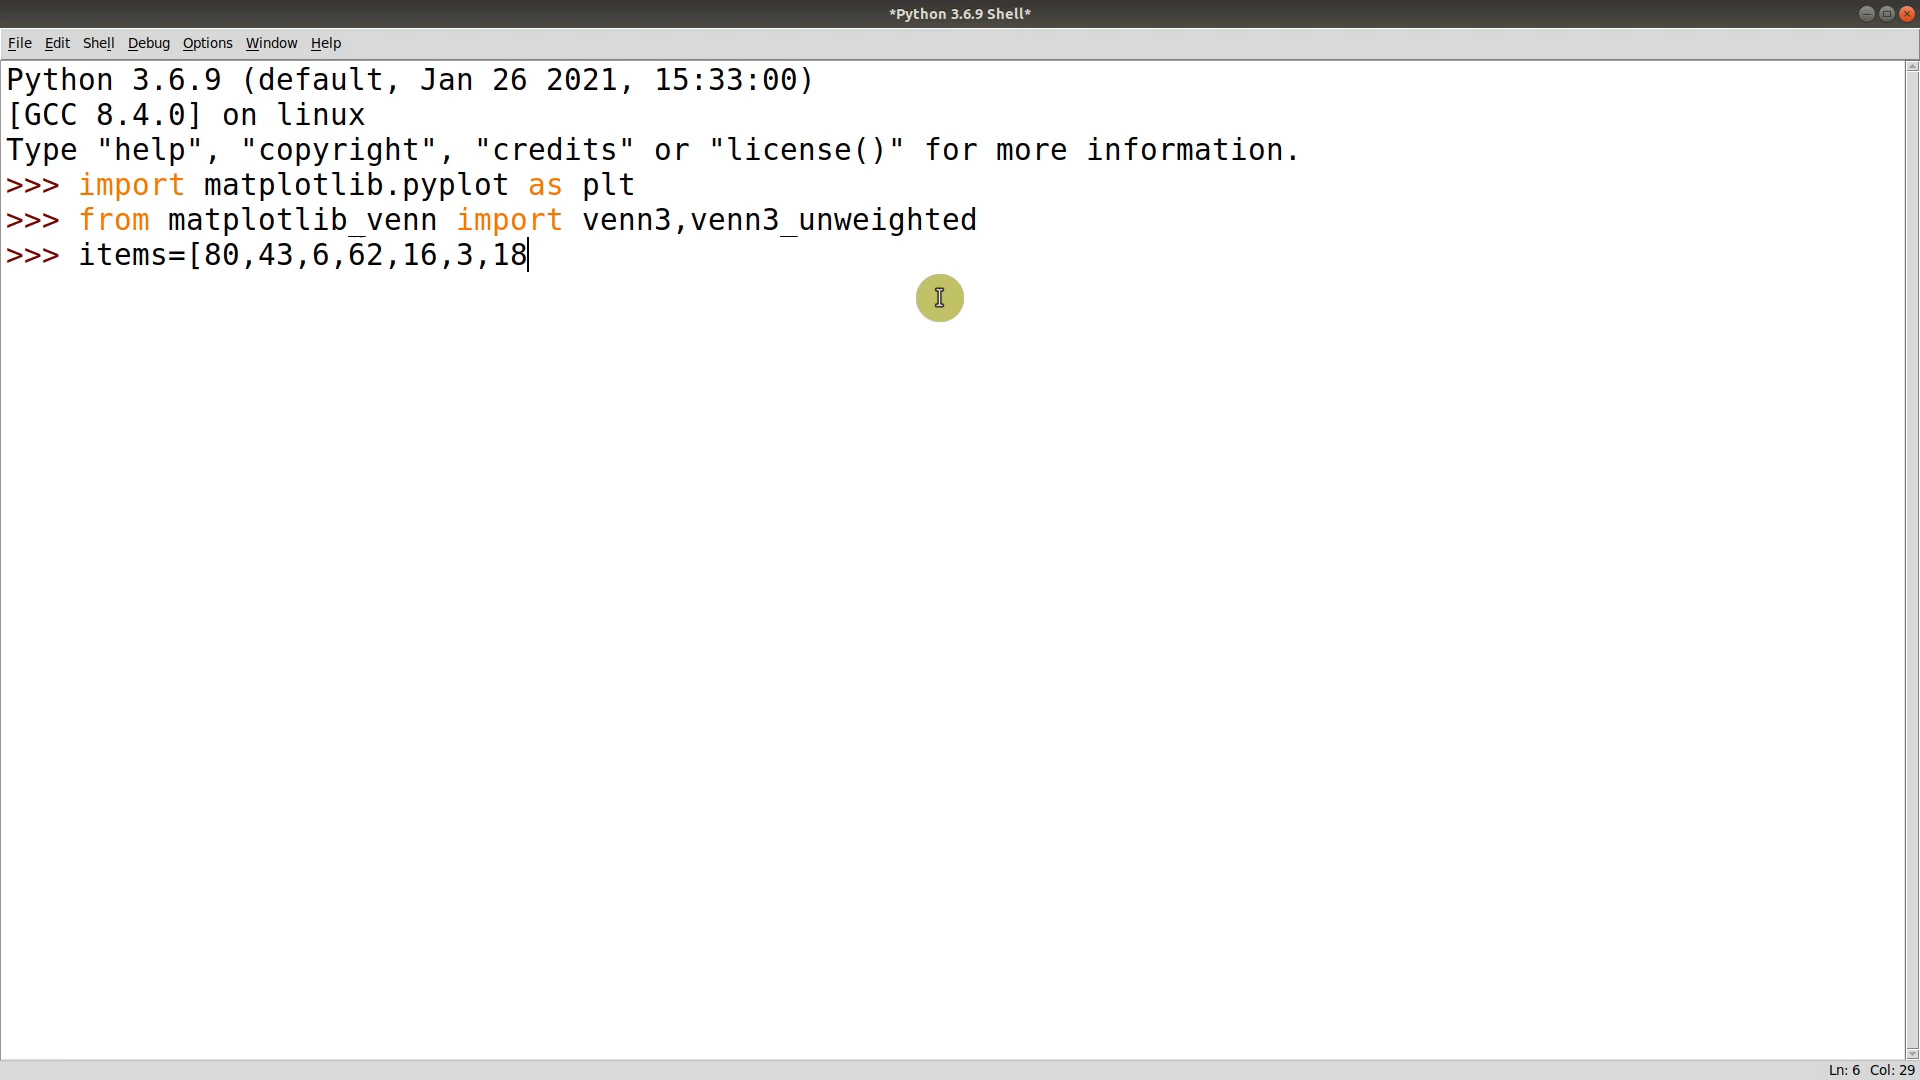 *Python 3.6.9 Shell*
File Edit Shell Debug Options Window Help
Python 3.6.9 (default, Jan 26 2021, 15:33:00)
[GCC 8.4.0] on linux
Type "help", "copyright", "credits" or "license()" for more information.
>>> import matplotlib.pyplot as plt
>>> from matplotlib_venn import venn3,venn3_unweighted
>>> items=[80,43,6,62,16,3,18
Ln: 6 Col: 29